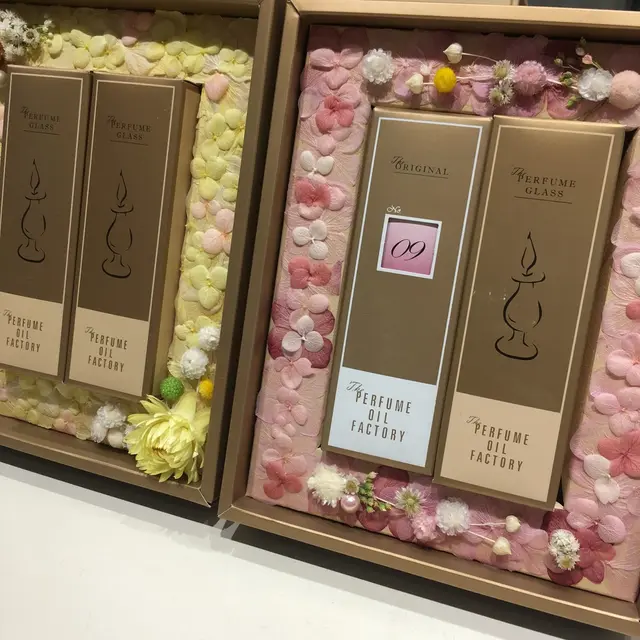 The
PERFUME
GLASS
The
PERFUME
OIL
FACTORY
The
PERFUME
GLASS
The
PERFUME
OIL
FACTORY
The
ORIGINAL
No
09
The
PERFUME
OIL
FACTORY
The
PERFUME
GLASS
The
PERFUME
OIL
FACTORY